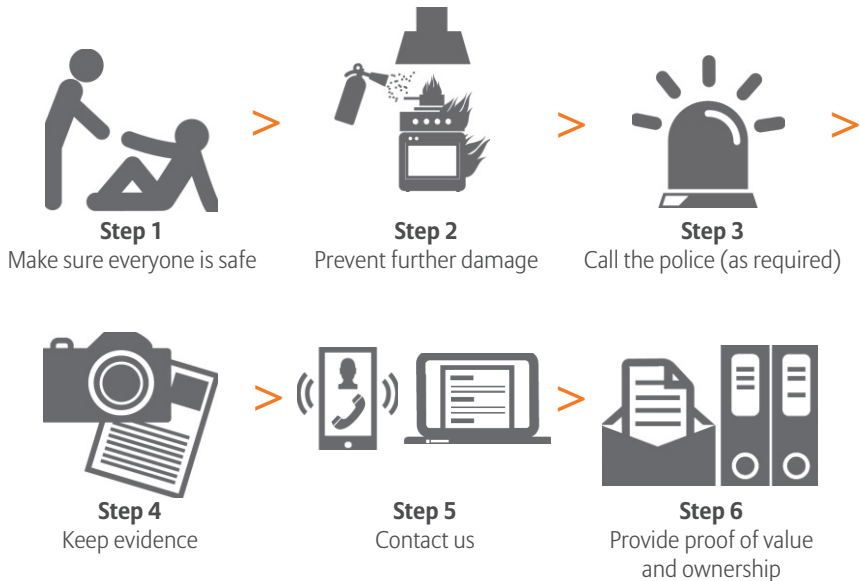 Step 1
Make sure everyone is safe
Step 2
Prevent further damage
Step 3
Call the police (as required)
Step 4
Keep evidence
Step 5
Contact us
Step 6
Provide proof of value
and ownership